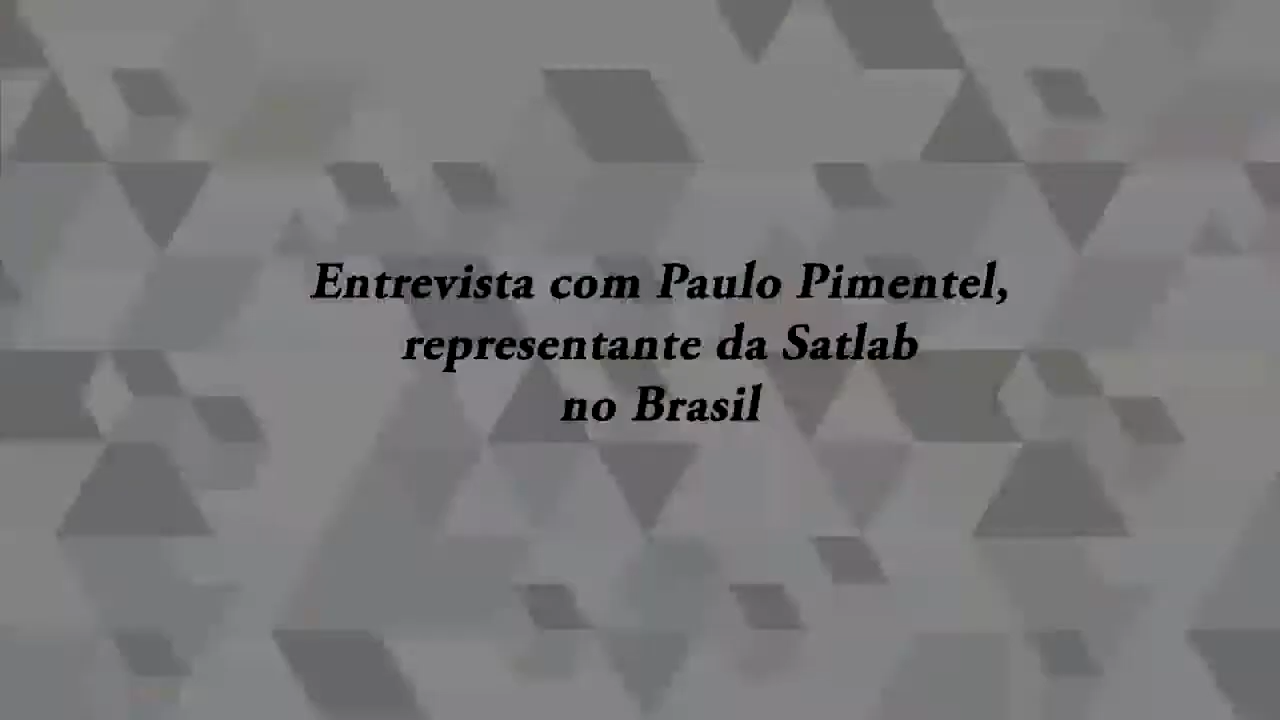 Entrevista com Paulo Pimentel,
representante da Satlab
no Brasil